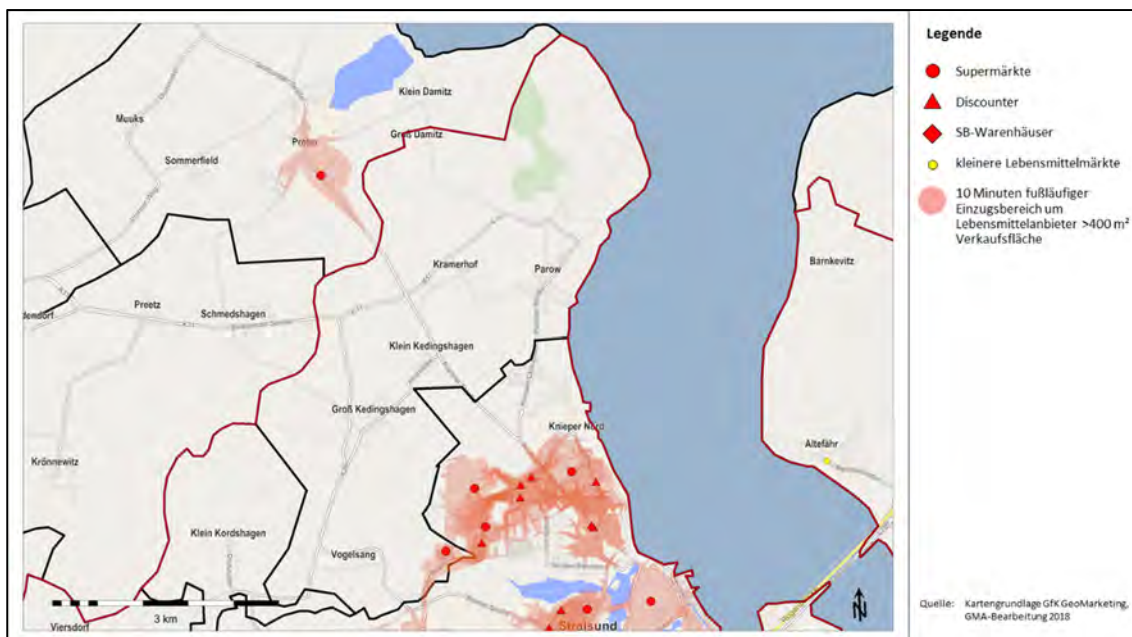 Legende
Supermärkte
Discounter
SB-Warenhäuser
kleinere Lebensmittelmärkte
10 Minuten fußläufiger
Einzugsbereich um
Lebensmittelanbieter >400 m²
Verkaufsfläche
Klein Damitz
Muuks
Groß Damitz
Prohn
Sommerfield
Kramerhof
Parow
Barnkevitz
Preetz
Schmedshagen
Klein Kedingshagen
Groß Kedingshagen
Knieper Nord
Altefähr
Krönnewitz
Klein Kordshagen
Vogelsang
3 km
Viersdorf
Stralsund
N
Quelle: Kartengrundlage GfK GeoMarketing,
GMA-Bearbeitung 2018